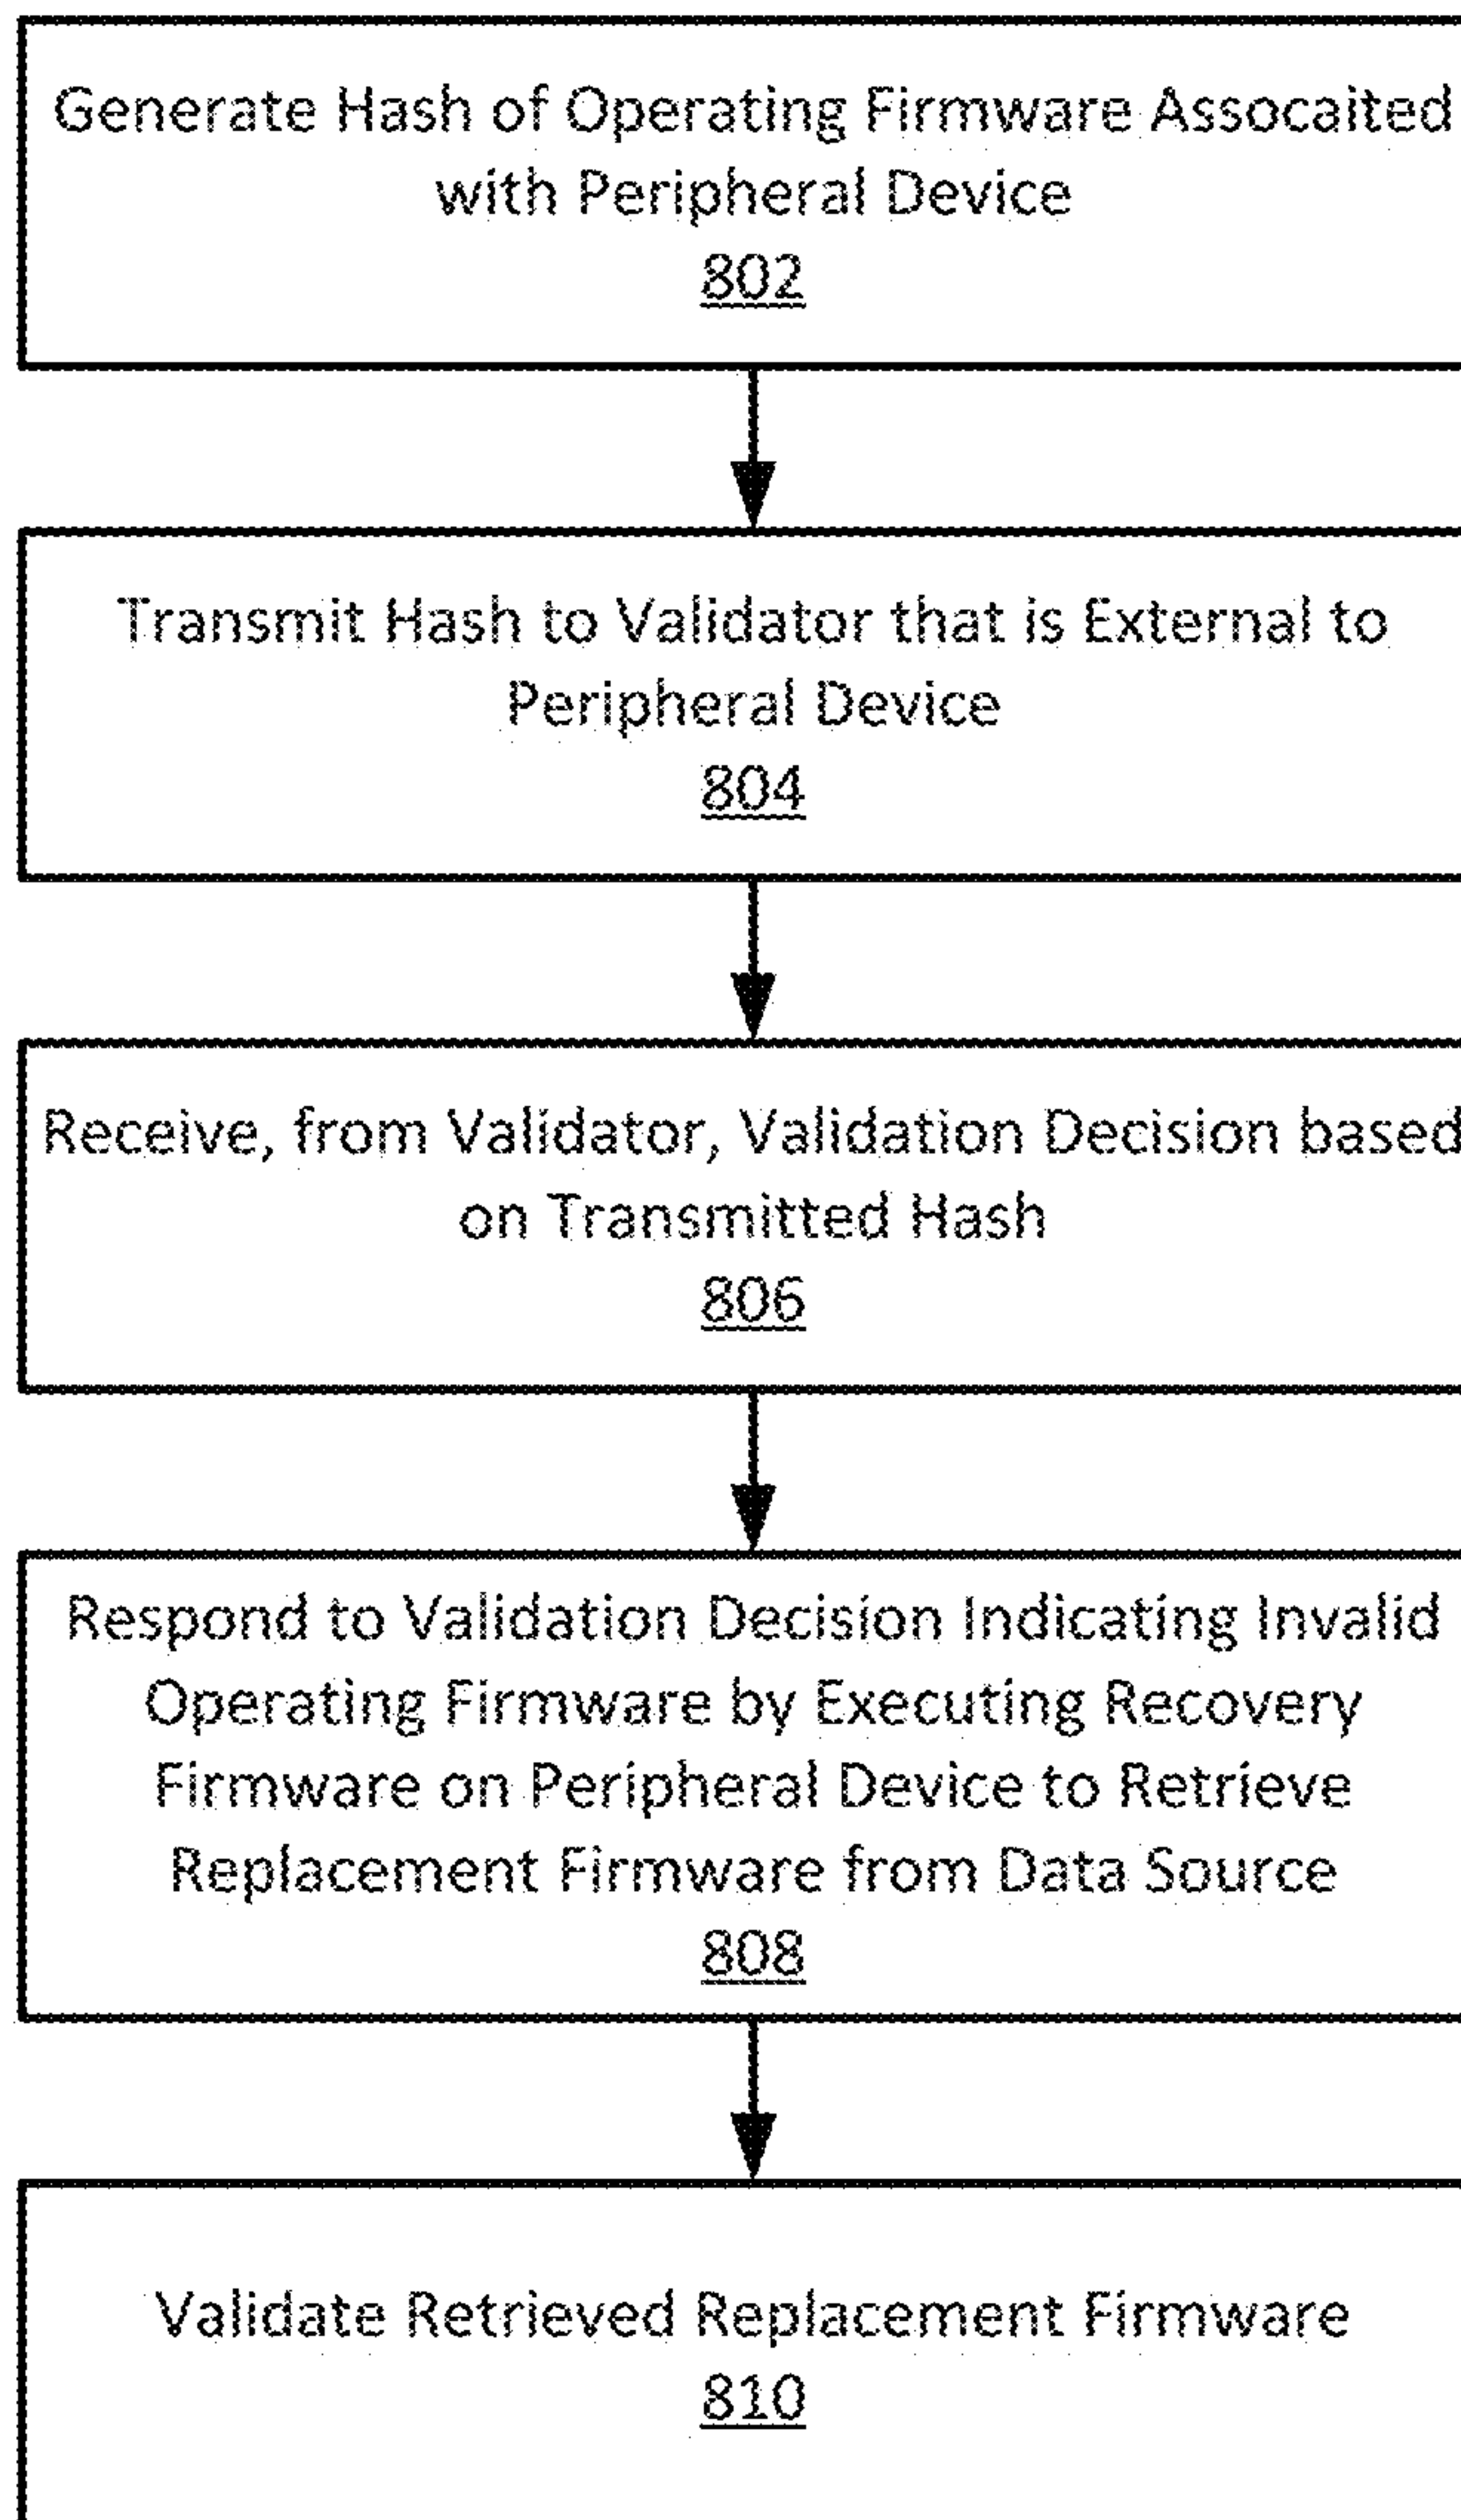 Generate Hash of Operating Firmware Assocaited
with Peripheral Device
802
Transmit Hash to Validator that is External to
Peripheral Device
804
Receive, from Validator, Validation Decision based
on Transmitted Hash
806
Respond to Validation Decision Indicating Invalid
Operating Firmware by Executing Recovery
Firmware on Peripheral Device to Retrieve
Replacement Firmware from Data Source
808
Validate Retrieved Replacement Firmware
810